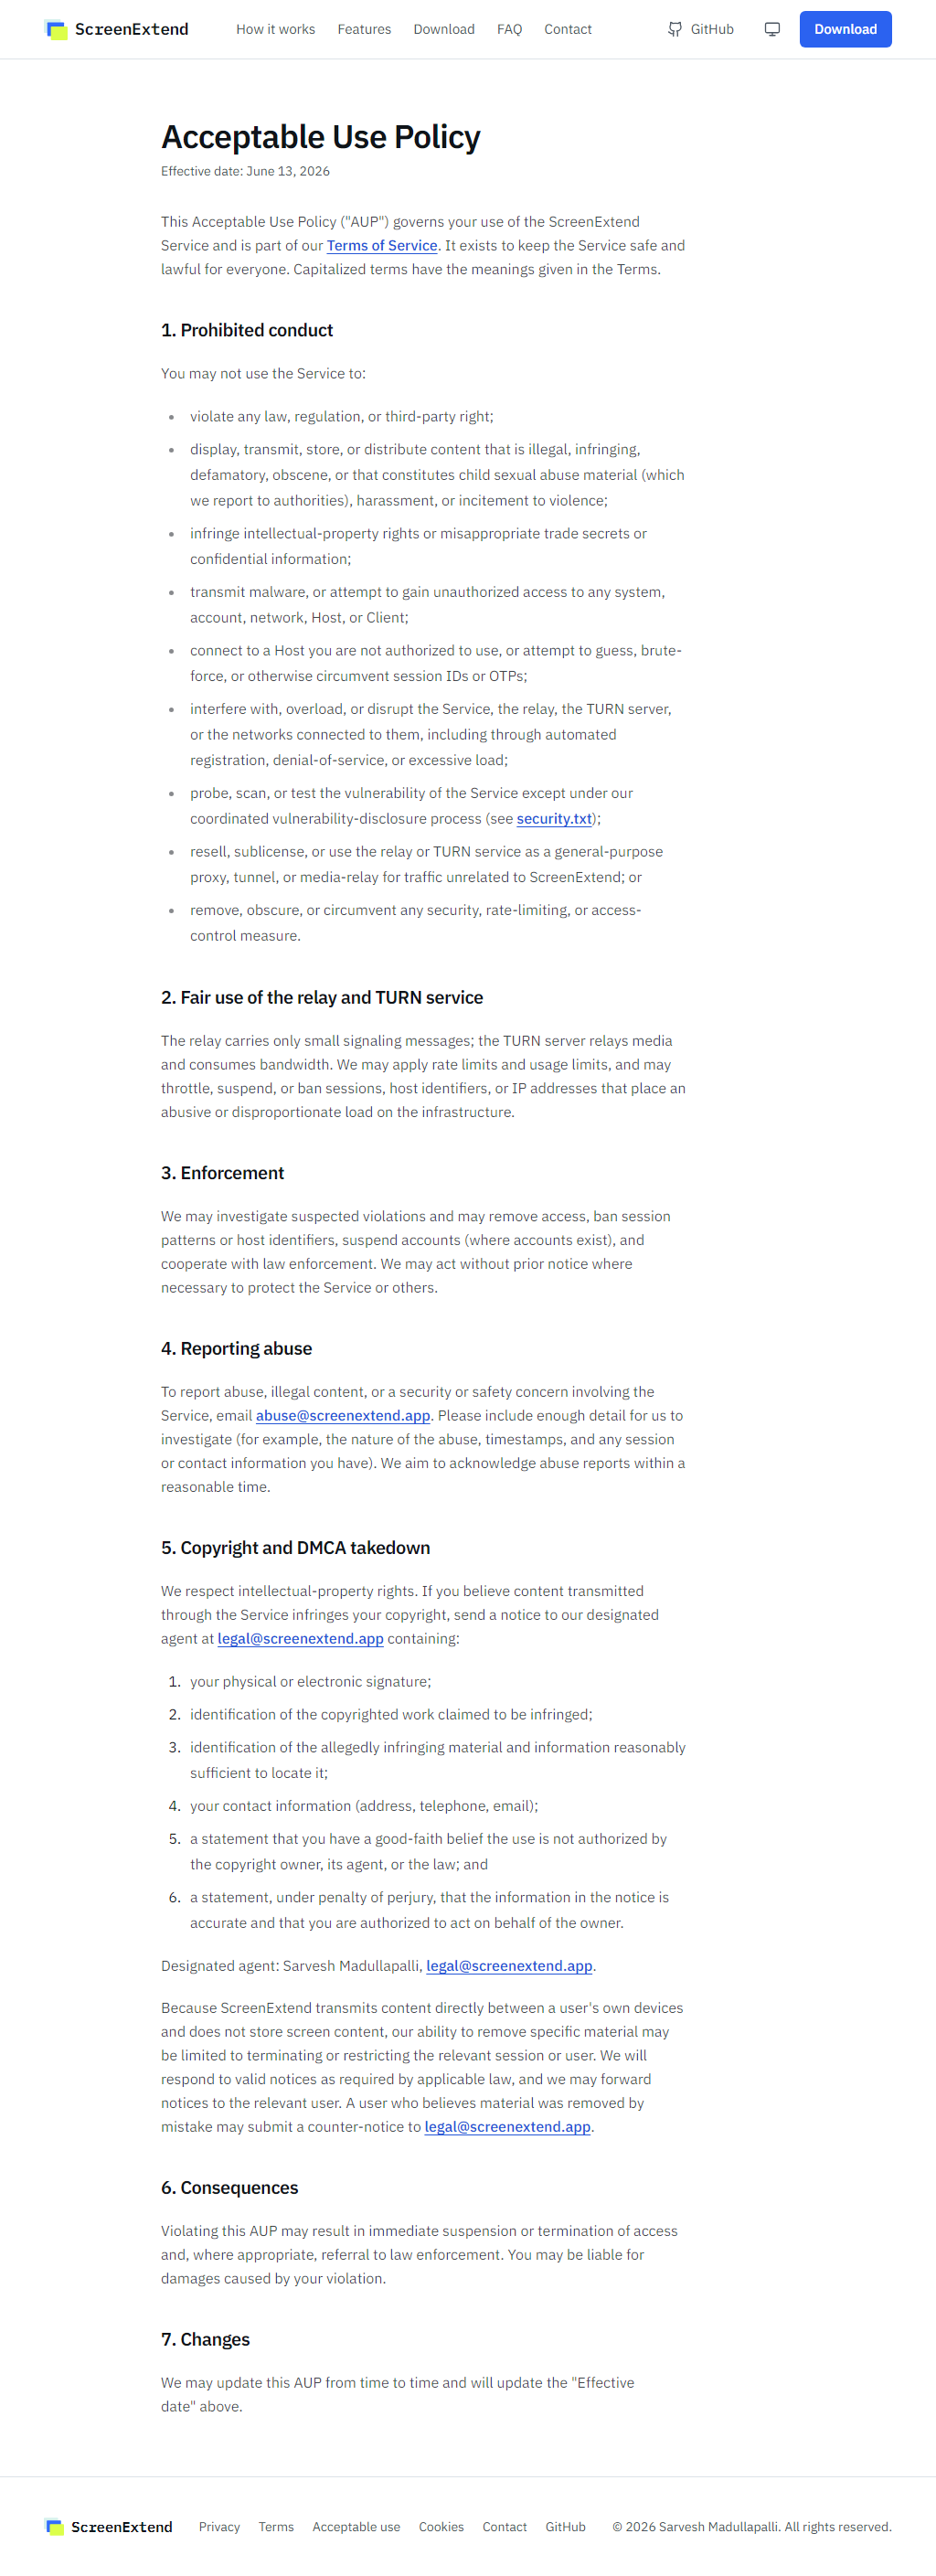 ScreenExtend
How it works
Features
Download
FAQ
Contact
GitHub
Download
Acceptable Use Policy
Effective date: June 13, 2026
This Acceptable Use Policy ("AUP") governs your use of the ScreenExtend
Service and is part of our Terms of Service. It exists to keep the Service safe and
lawful for everyone. Capitalized terms have the meanings given in the Terms.
1. Prohibited conduct
You may not use the Service to:
• violate any law, regulation, or third-party right;
• display, transmit, store, or distribute content that is illegal, infringing,
defamatory, obscene, or that constitutes child sexual abuse material (which
we report to authorities), harassment, or incitement to violence;
• infringe intellectual-property rights or misappropriate trade secrets or
confidential information;
• transmit malware, or attempt to gain unauthorized access to any system,
account, network, Host, or Client;
• connect to a Host you are not authorized to use, or attempt to guess, brute-
force, or otherwise circumvent session IDs or OTPs;
• interfere with, overload, or disrupt the Service, the relay, the TURN server,
or the networks connected to them, including through automated
registration, denial-of-service, or excessive load;
• probe, scan, or test the vulnerability of the Service except under our
coordinated vulnerability-disclosure process (see security.txt);
• resell, sublicense, or use the relay or TURN service as a general-purpose
proxy, tunnel, or media-relay for traffic unrelated to ScreenExtend; or
• remove, obscure, or circumvent any security, rate-limiting, or access-
control measure.
2. Fair use of the relay and TURN service
The relay carries only small signaling messages; the TURN server relays media
and consumes bandwidth. We may apply rate limits and usage limits, and may
throttle, suspend, or ban sessions, host identifiers, or IP addresses that place an
abusive or disproportionate load on the infrastructure.
3. Enforcement
We may investigate suspected violations and may remove access, ban session
patterns or host identifiers, suspend accounts (where accounts exist), and
cooperate with law enforcement. We may act without prior notice where
necessary to protect the Service or others.
4. Reporting abuse
To report abuse, illegal content, or a security or safety concern involving the
Service, email abuse@screenextend.app. Please include enough detail for us to
investigate (for example, the nature of the abuse, timestamps, and any session
or contact information you have). We aim to acknowledge abuse reports within a
reasonable time.
5. Copyright and DMCA takedown
We respect intellectual-property rights. If you believe content transmitted
through the Service infringes your copyright, send a notice to our designated
agent at legal@screenextend.app containing:
1. your physical or electronic signature;
2. identification of the copyrighted work claimed to be infringed;
3. identification of the allegedly infringing material and information reasonably
sufficient to locate it;
4. your contact information (address, telephone, email);
5. a statement that you have a good-faith belief the use is not authorized by
the copyright owner, its agent, or the law; and
6. a statement, under penalty of perjury, that the information in the notice is
accurate and that you are authorized to act on behalf of the owner.
Designated agent: Sarvesh Madullapalli, legal@screenextend.app.
Because ScreenExtend transmits content directly between a user's own devices
and does not store screen content, our ability to remove specific material may
be limited to terminating or restricting the relevant session or user. We will
respond to valid notices as required by applicable law, and we may forward
notices to the relevant user. A user who believes material was removed by
mistake may submit a counter-notice to legal@screenextend.app.
6. Consequences
Violating this AUP may result in immediate suspension or termination of access
and, where appropriate, referral to law enforcement. You may be liable for
damages caused by your violation.
7. Changes
We may update this AUP from time to time and will update the "Effective
date" above.
ScreenExtend
Privacy
Terms
Acceptable use
Cookies
Contact
GitHub
© 2026 Sarvesh Madullapalli. All rights reserved.